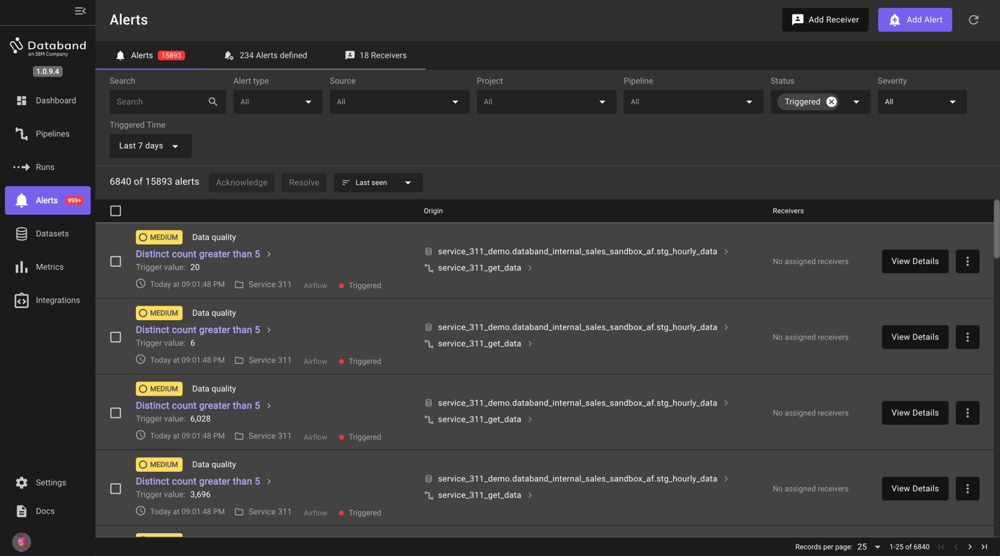 Alerts
Add Receiver
Add Alert
Databand
an IBM Company
1.0.9.4
Alerts 15893
234 Alerts defined
18 Receivers
Dashboard
Pipelines
Runs
Alerts 999+
Datasets
Metrics
Integrations
Settings
Docs
Search
Alert type
Source
Project
Pipeline
Status
Severity
Search
All
All
All
All
Triggered
All
Triggered Time
Last 7 days
6840 of 15893 alerts
Acknowledge
Resolve
Last seen
Origin
Receivers
MEDIUM Data quality
Distinct count greater than 5
Trigger value: 20
Today at 09:01:48 PM Service 311 Airflow Triggered
service_311_demo.databand_internal_sales_sandbox_af.stg_hourly_data
service_311_get_data
No assigned receivers
View Details
MEDIUM Data quality
Distinct count greater than 5
Trigger value: 6
Today at 09:01:48 PM Service 311 Airflow Triggered
service_311_demo.databand_internal_sales_sandbox_af.stg_hourly_data
service_311_get_data
No assigned receivers
View Details
MEDIUM Data quality
Distinct count greater than 5
Trigger value: 6,028
Today at 09:01:48 PM Service 311 Airflow Triggered
service_311_demo.databand_internal_sales_sandbox_af.stg_hourly_data
service_311_get_data
No assigned receivers
View Details
MEDIUM Data quality
Distinct count greater than 5
Trigger value: 3,696
Today at 09:01:48 PM Service 311 Airflow Triggered
service_311_demo.databand_internal_sales_sandbox_af.stg_hourly_data
service_311_get_data
No assigned receivers
View Details
Records per page: 25 1-25 of 6840